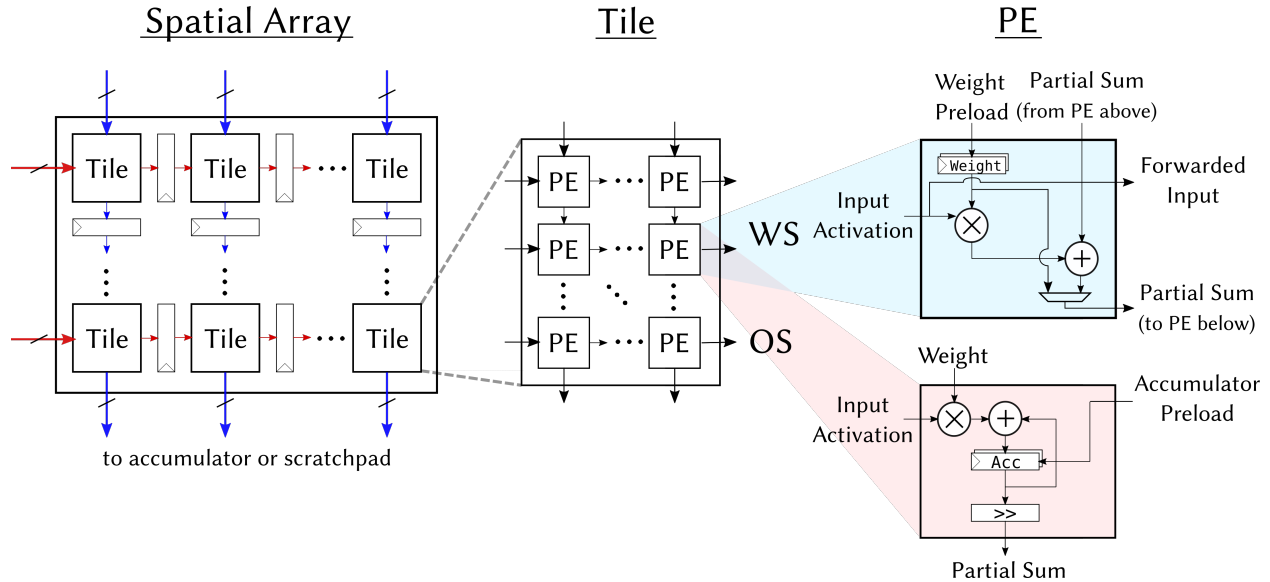 Spatial Array
Tile
PE
Tile
Tile
Tile
Tile
Tile
Tile
to accumulator or scratchpad
PE
PE
PE
PE
PE
PE
WS
OS
Weight
Preload
Partial Sum
(from PE above)
Weight
Input
Activation
Forwarded
Input
Partial Sum
(to PE below)
Weight
Input
Activation
Accumulator
Preload
Acc
>>
Partial Sum